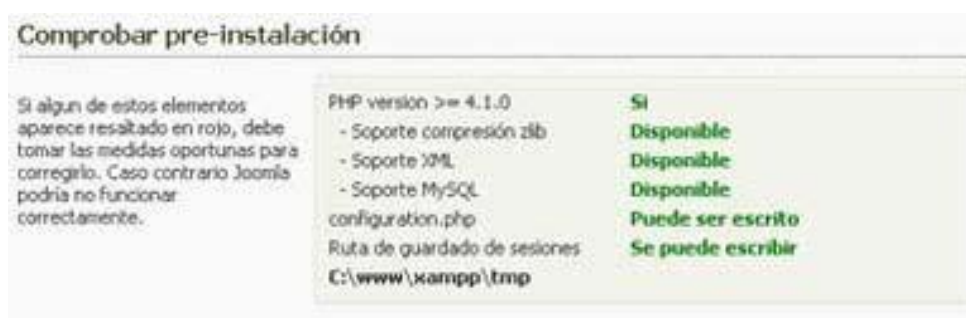 Comprobar pre-instalación
Si algun de estos elementos
aparece resaltado en rojo, debe
tomar las medidas oportunas para
corregirlo. Caso contrario Joomla
podría no funcionar
correctamente.
PHP version >= 4.1.0 Si
- Soporte compresión zlib Disponible
- Soporte XML Disponible
- Soporte MySQL Disponible
configuration.php Puede ser escrito
Ruta de guardado de sesiones Se puede escribir
C:\www\xampp\tmp